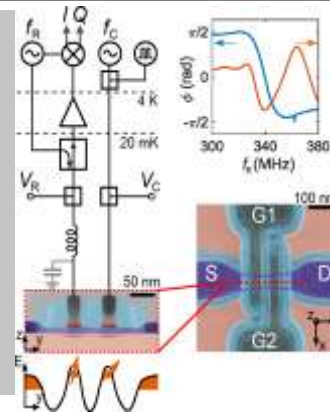 I Q
f_R
f_C
4 K
20 mK
V_R
V_C
50 nm
z
y
E
y
π/2
0
-π/2
ϕ (rad)
300 340 380
f_R (MHz)
100 nm
G1
S D
G2
z
x